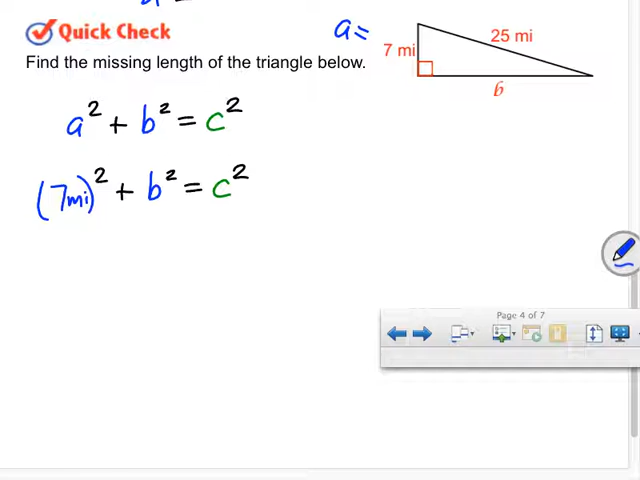 Quick Check
a=
7 mi
25 mi
Find the missing length of the triangle below.
b
a² + b² = c²
(7mi)² + b² = c²
Page 4 of 7